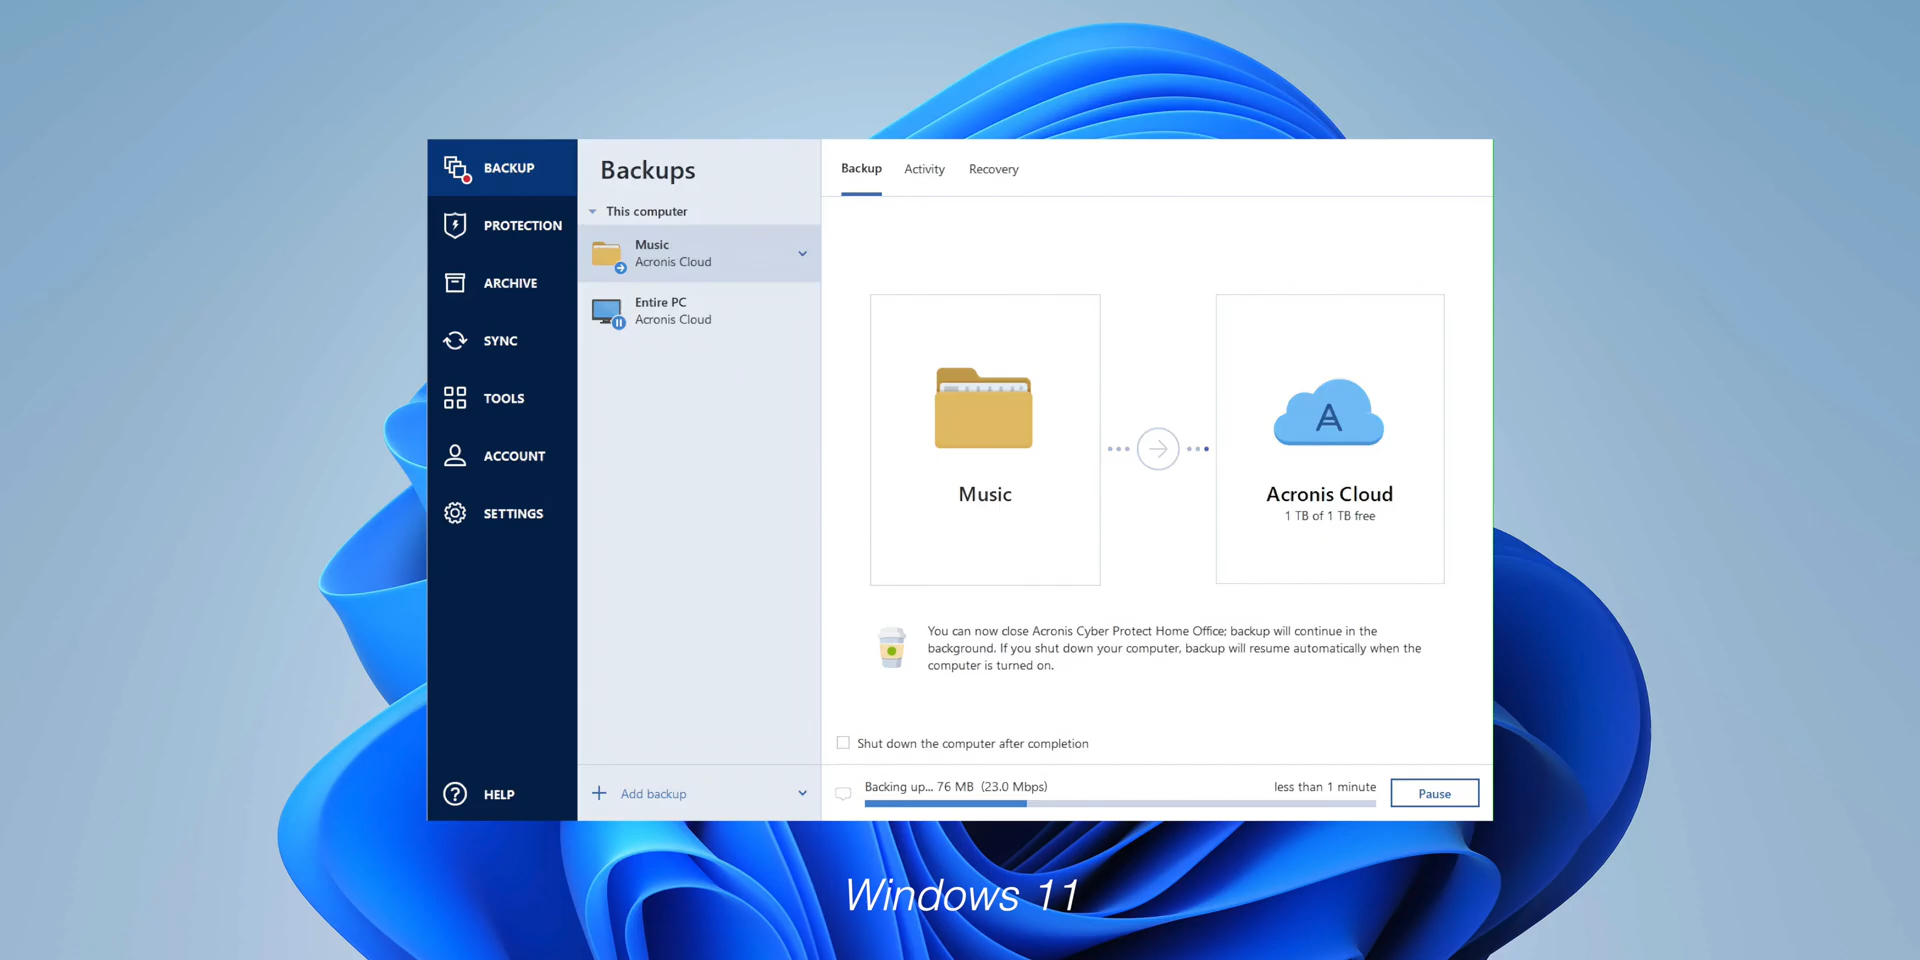 BACKUP
PROTECTION
ARCHIVE
SYNC
TOOLS
ACCOUNT
SETTINGS
HELP
Backups
This computer
Music
Acronis Cloud
Entire PC
Acronis Cloud
Add backup
Backup Activity Recovery
Music
A
Acronis Cloud
1 TB of 1 TB free
You can now close Acronis Cyber Protect Home Office; backup will continue in the
background. If you shut down your computer, backup will resume automatically when the
computer is turned on.
Shut down the computer after completion
Backing up... 76 MB (23.0 Mbps) less than 1 minute
Pause
Windows 11